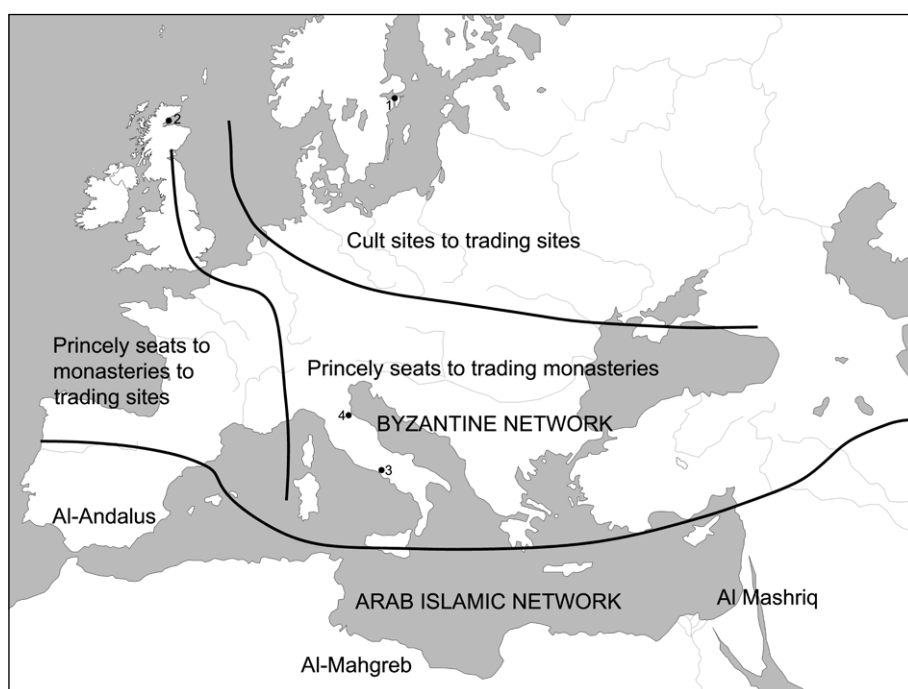 1
2
Cult sites to trading sites
Princely seats to
monasteries to
trading sites
Princely seats to trading monasteries
4
BYZANTINE NETWORK
3
Al-Andalus
ARAB ISLAMIC NETWORK
Al Mashriq
Al-Mahgreb